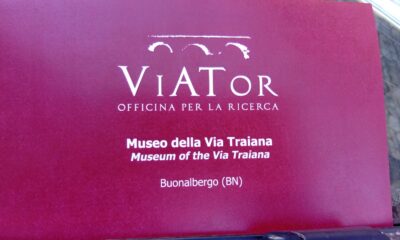 VIATOR
OFFICINA PER LA RICERCA
Museo della Via Traiana
Museum of the Via Traiana
Buonalbergo (BN)